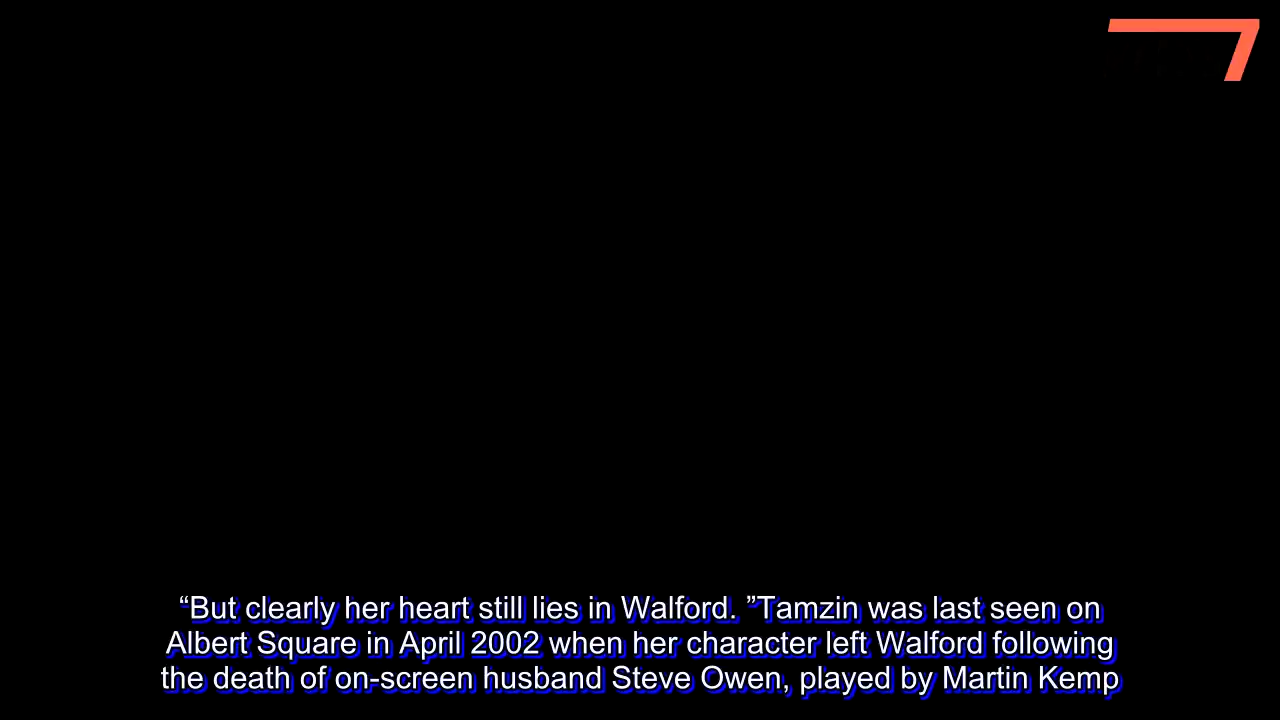 “But clearly her heart still lies in Walford. ”Tamzin was last seen on
Albert Square in April 2002 when her character left Walford following
the death of on-screen husband Steve Owen, played by Martin Kemp